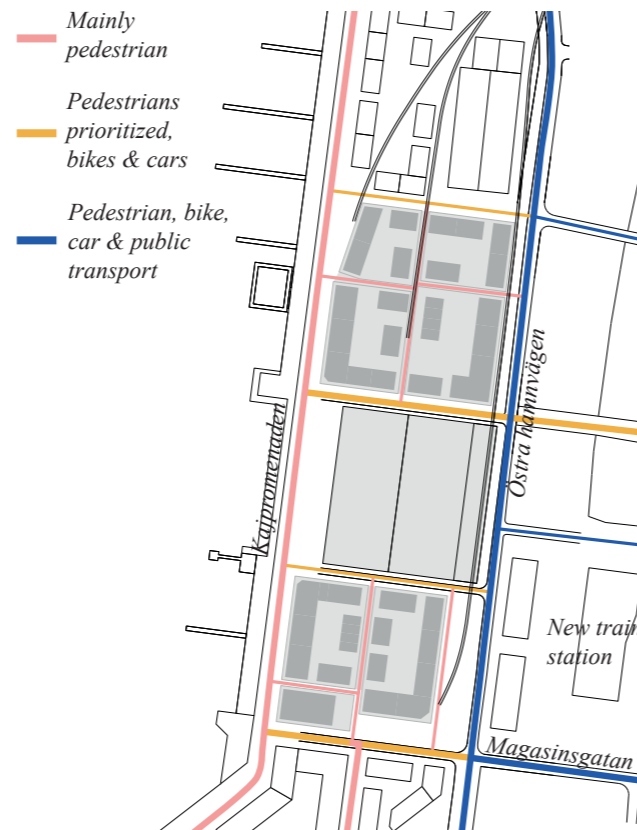 Mainly
pedestrian
Pedestrians
prioritized,
bikes & cars
Pedestrian, bike,
car & public
transport
Kajpromenaden
Östra hamnvägen
New train
station
Magasinsgatan